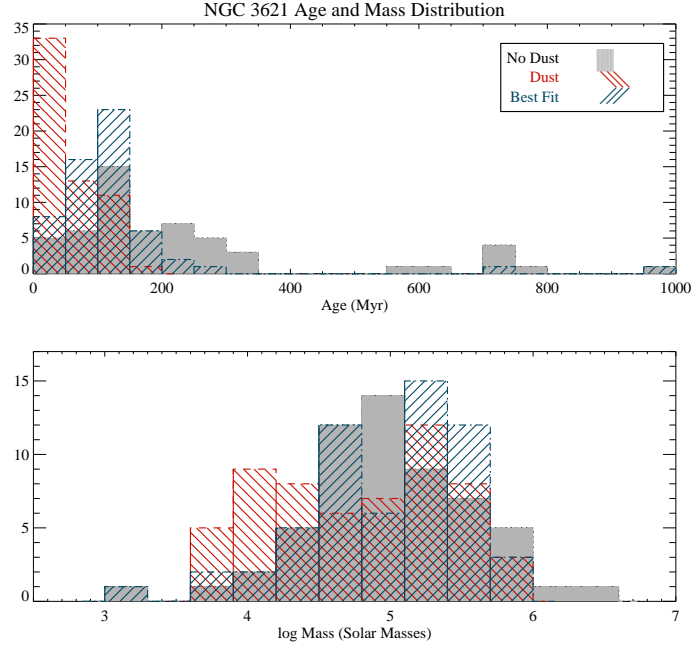 NGC 3621 Age and Mass Distribution
35
30
25
20
15
10
5
0
No Dust
Dust
Best Fit
0 200 400 600 800 1000
Age (Myr)
15
10
5
0
3 4 5 6 7
log Mass (Solar Masses)